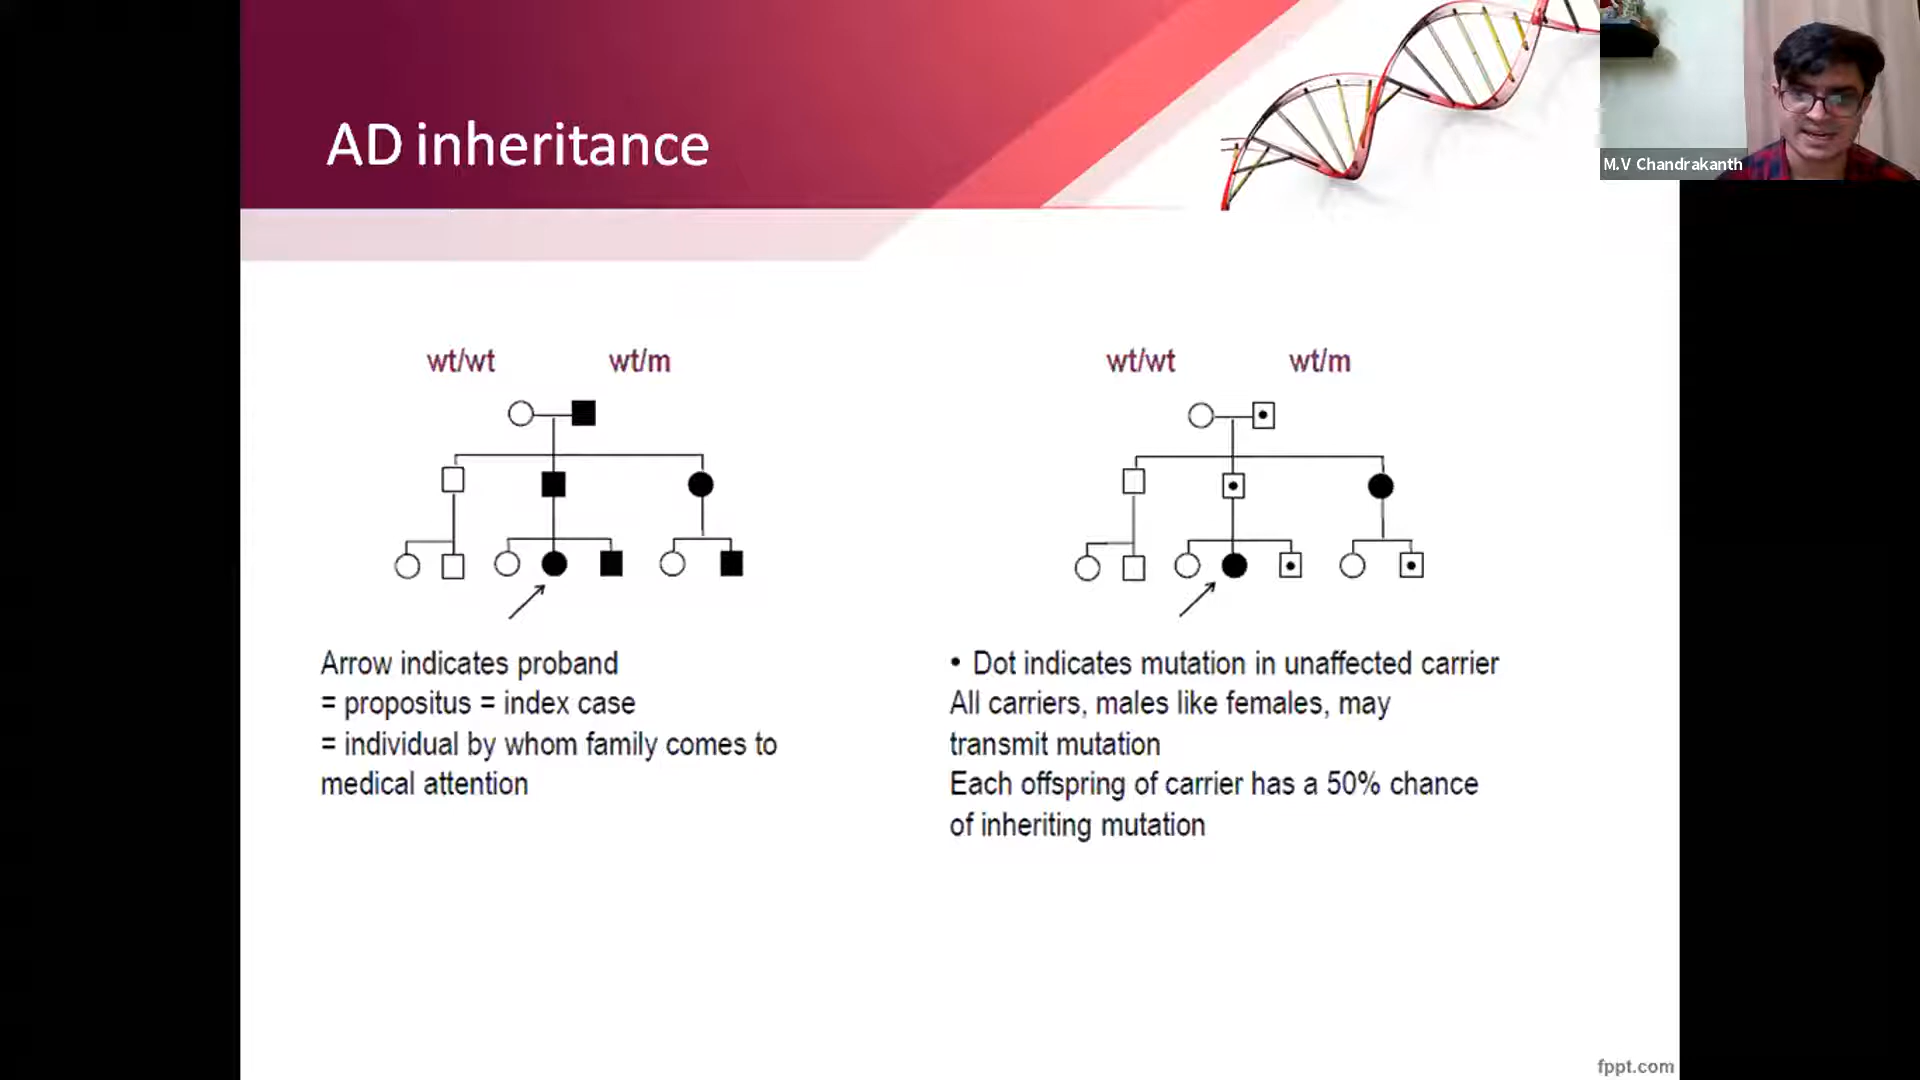 AD inheritance
M.V Chandrakanth
wt/wt wt/m
wt/wt wt/m
Arrow indicates proband
= propositus = index case
= individual by whom family comes to
medical attention
• Dot indicates mutation in unaffected carrier
All carriers, males like females, may
transmit mutation
Each offspring of carrier has a 50% chance
of inheriting mutation
fppt.com